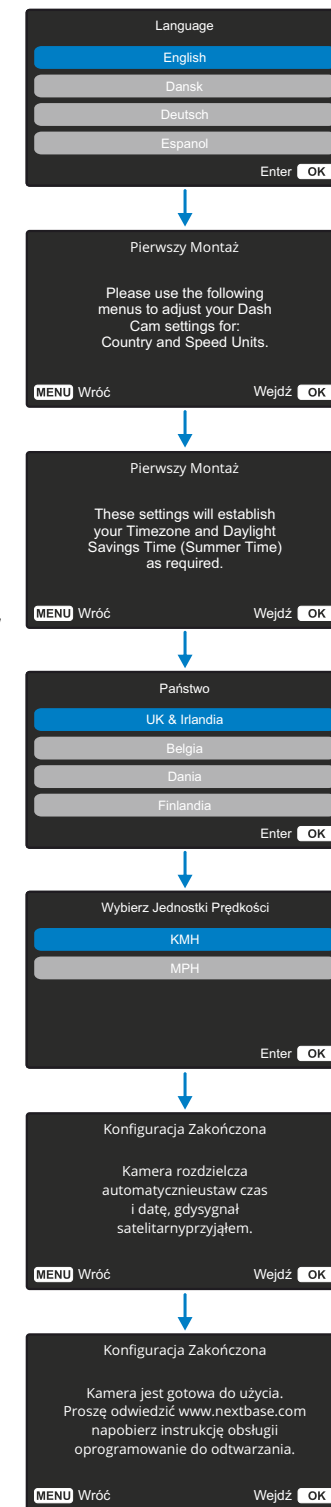 Language
English
Dansk
Deutsch
Espanol
Enter OK
Pierwszy Montaż
Please use the following
menus to adjust your Dash
Cam settings for:
Country and Speed Units.
MENU Wróć Wejdź OK
Pierwszy Montaż
These settings will establish
your Timezone and Daylight
Savings Time (Summer Time)
as required.
MENU Wróć Wejdź OK
Państwo
UK & Irlandia
Belgia
Dania
Finlandia
Enter OK
Wybierz Jednostki Prędkości
KMH
MPH
Enter OK
Konfiguracja Zakończona
Kamera rozdzielcza
automatycznieustaw czas
i datę, gdysygnał
satelitarnyprzyjąłem.
MENU Wróć Wejdź OK
Konfiguracja Zakończona
Kamera jest gotowa do użycia.
Proszę odwiedzić www.nextbase.com
napobierz instrukcję obsługii
oprogramowanie do odtwarzania.
MENU Wróć Wejdź OK